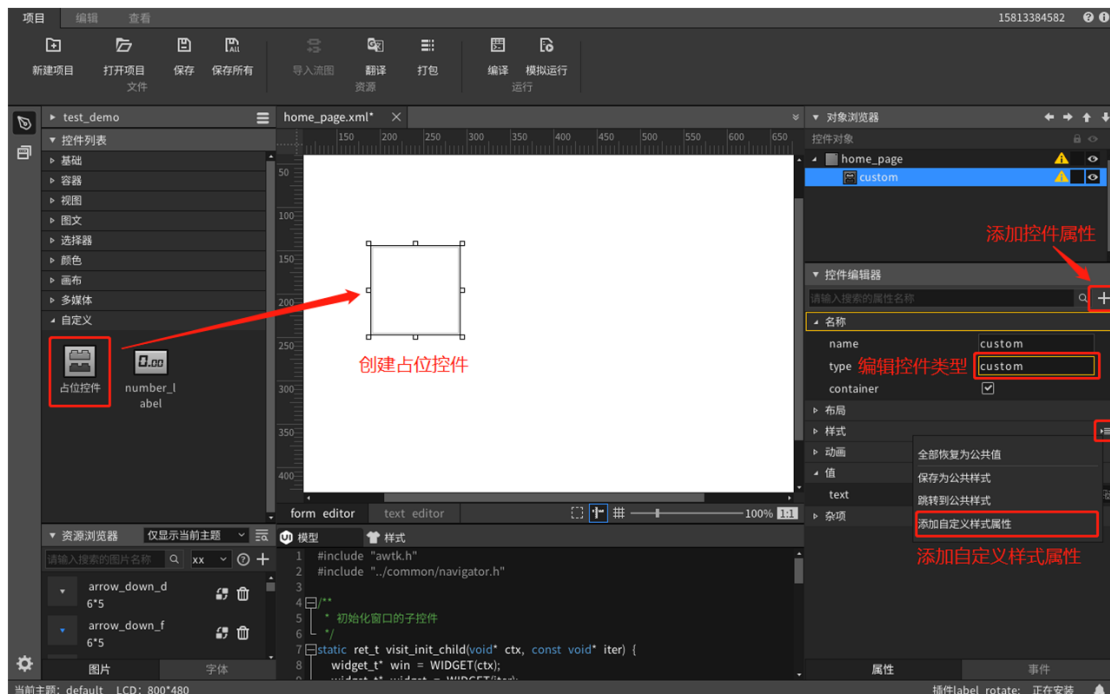 项目 编辑 查看 15813384582
新建项目 打开项目 保存 保存所有 导入流图 翻译 打包 编译 模拟运行
文件 资源 运行
test_demo home_page.xml* 对象浏览器
控件列表 150 200 250 300 350 400 450 500 550 600 650 控件对象
基础 home_page
容器 50 custom
视图
图文 100
选择器 添加控件属性
颜色 150
画布 控件编辑器
多媒体 200 请输入搜索的属性名称
自定义 名称
250 name custom
占位控件 number_l
abel 创建占位控件 type 编辑控件类型 custom
300 container
布局
350 样式
动画 全部恢复为公共值
400 值 保存为公共样式
text 跳转到公共样式
form editor text editor 100% 1:1 杂项 添加自定义样式属性
资源浏览器 仅显示当前主题 模型 样式
添加自定义样式属性
请输入搜索的图片名称 xx 1 #include "awtk.h"
2 #include "../common/navigator.h"
arrow_down_d 3
6*5 4 /**
5 * 初始化窗口的子控件
arrow_down_f 6 */
6*5 7 static ret_t visit_init_child(void* ctx, const void* iter) {
8 widget_t* win = WIDGET(ctx);
图片 字体 属性 事件
当前主题: default LCD: 800*480 插件label_rotate: 正在安装